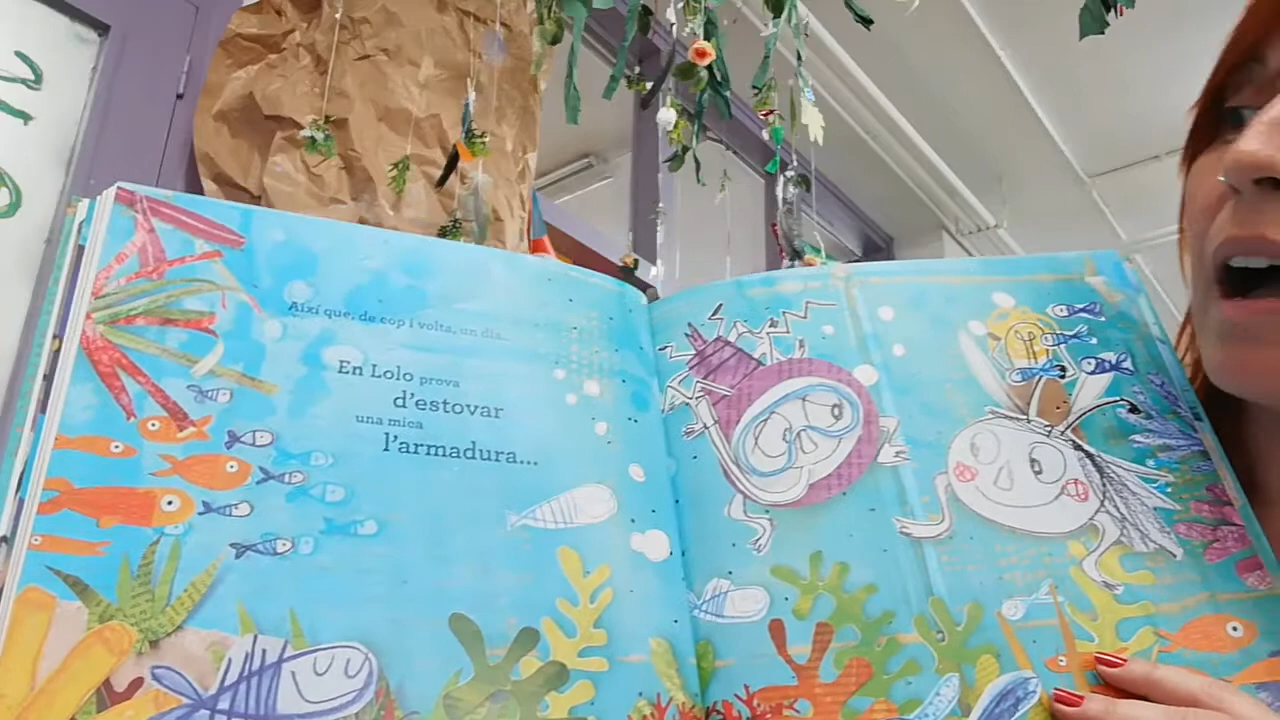 Així que, de cop i volta, un dia...
En Lolo prova
d'estovar
una mica
l'armadura...